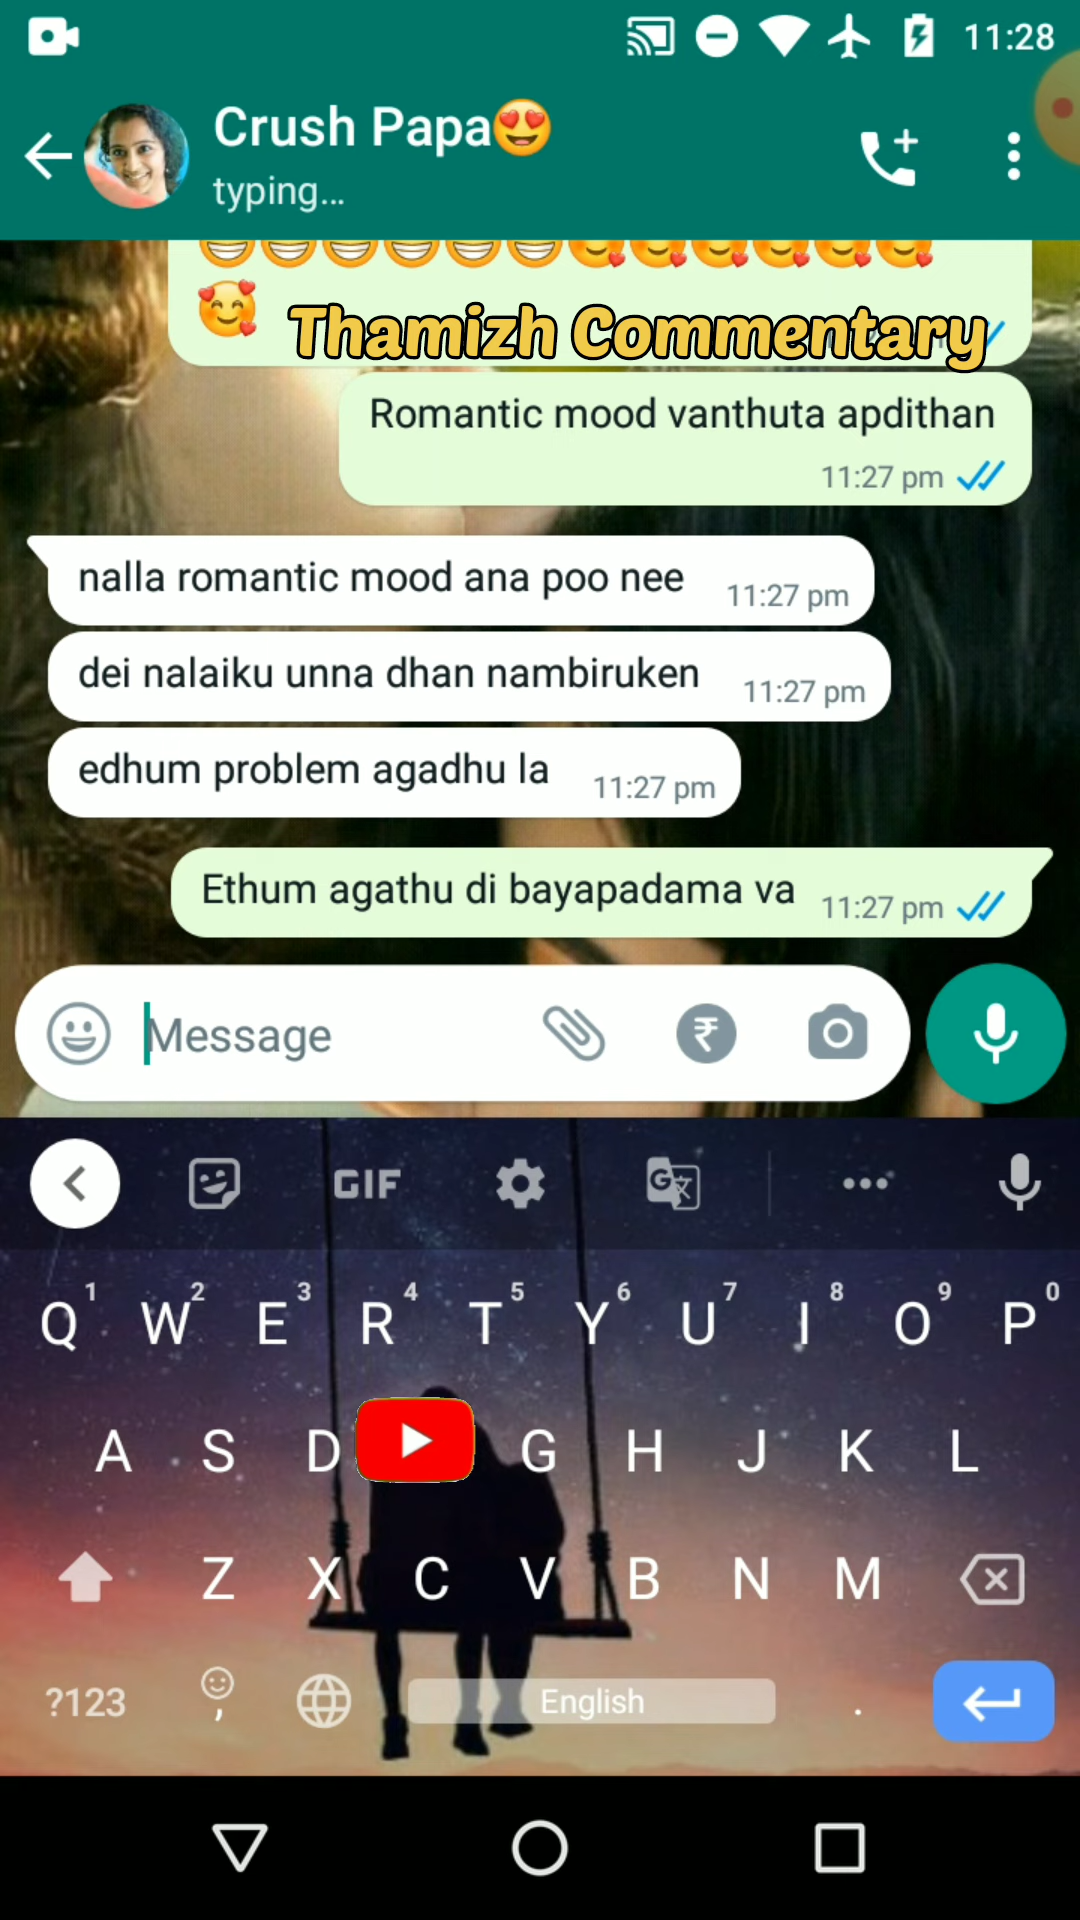 11:28
Crush Papa😍
typing...
😁😁😁😁😁😁🥰🥰🥰🥰🥰🥰
🥰
Thamizh Commentary
Romantic mood vanthuta apdithan
11:27 pm
nalla romantic mood ana poo nee 11:27 pm
dei nalaiku unna dhan nambiruken 11:27 pm
edhum problem agadhu la 11:27 pm
Ethum agathu di bayapadama va 11:27 pm
Message
GIF
1 2 3 4 5 6 7 8 9 0
Q W E R T Y U I O P
A S D G H J K L
Z X C V B N M
?123 , English .